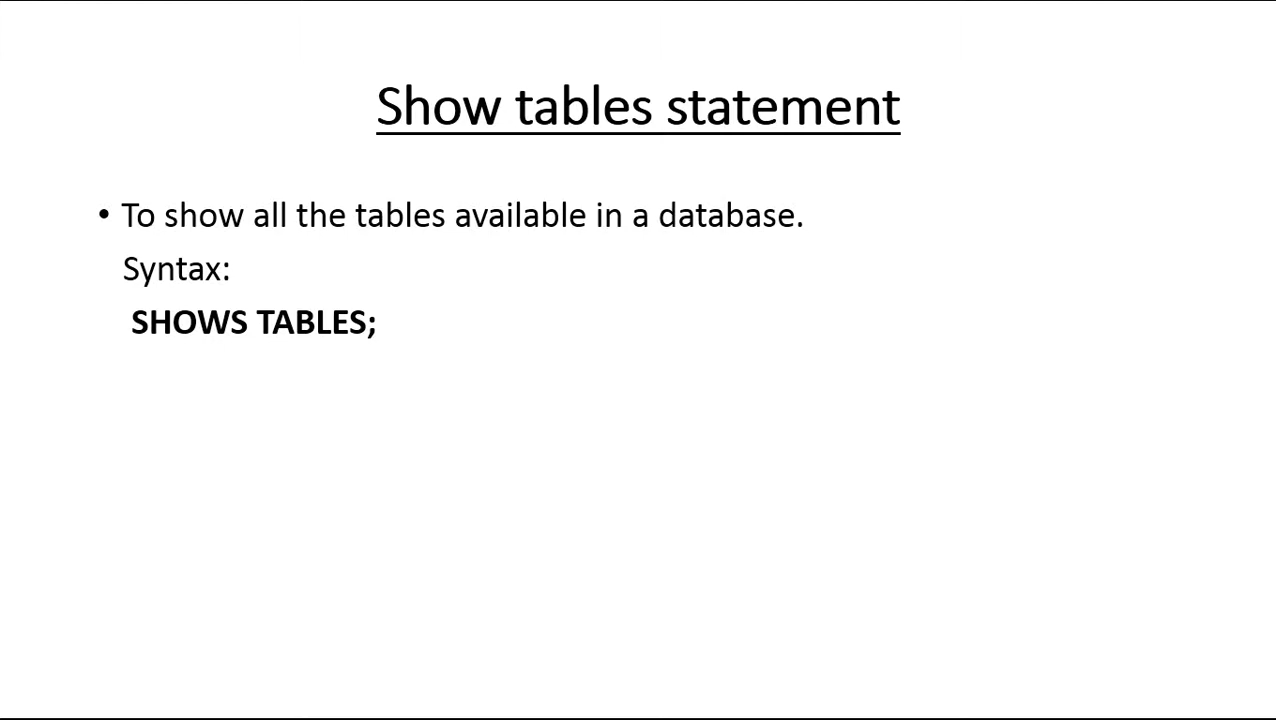 Show tables statement
• To show all the tables available in a database.
Syntax:
SHOWS TABLES;